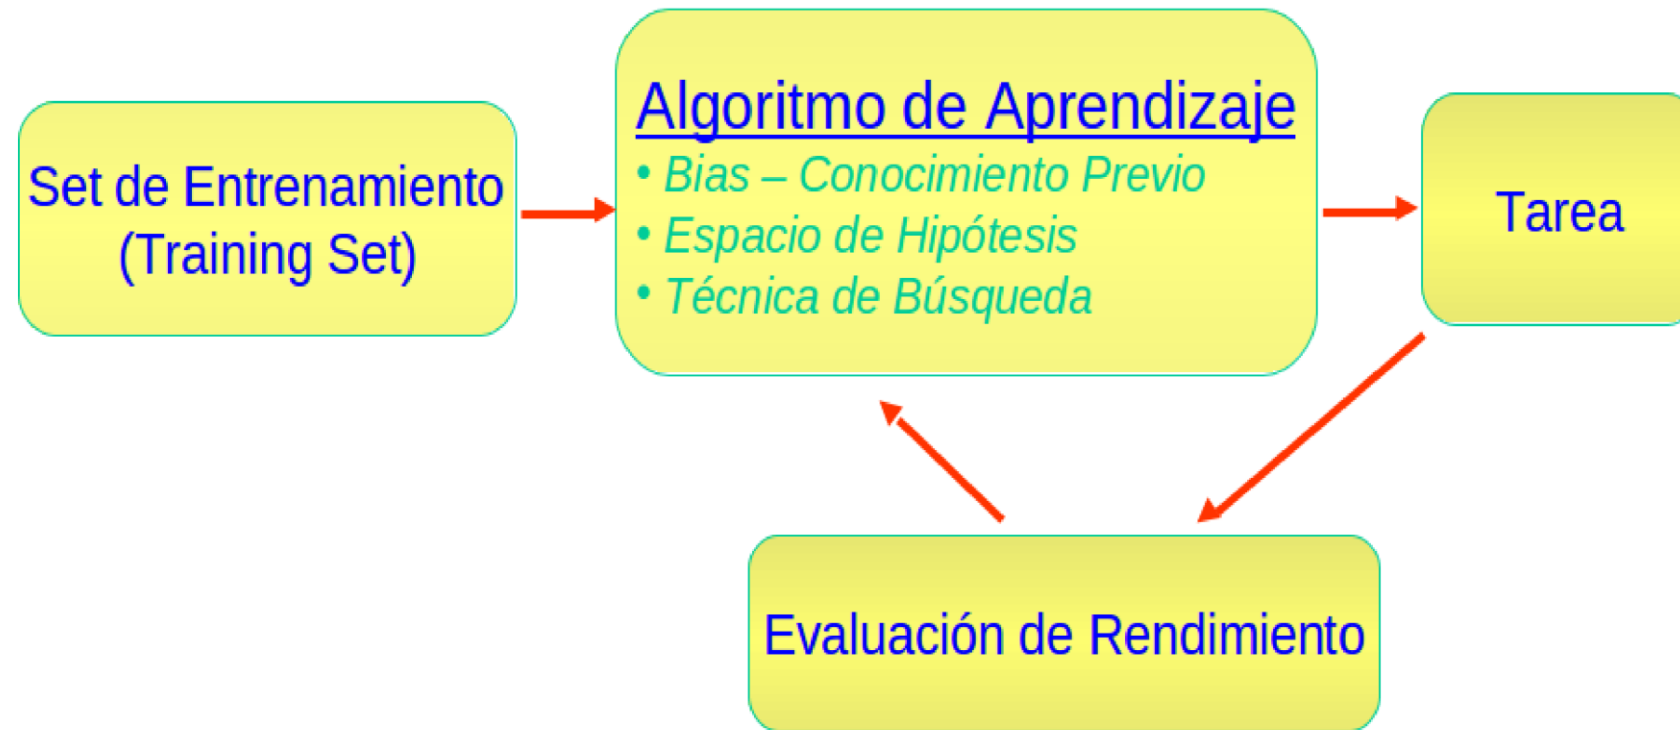 Set de Entrenamiento
(Training Set)
Algoritmo de Aprendizaje
• Bias – Conocimiento Previo
• Espacio de Hipótesis
• Técnica de Búsqueda
Tarea
Evaluación de Rendimiento